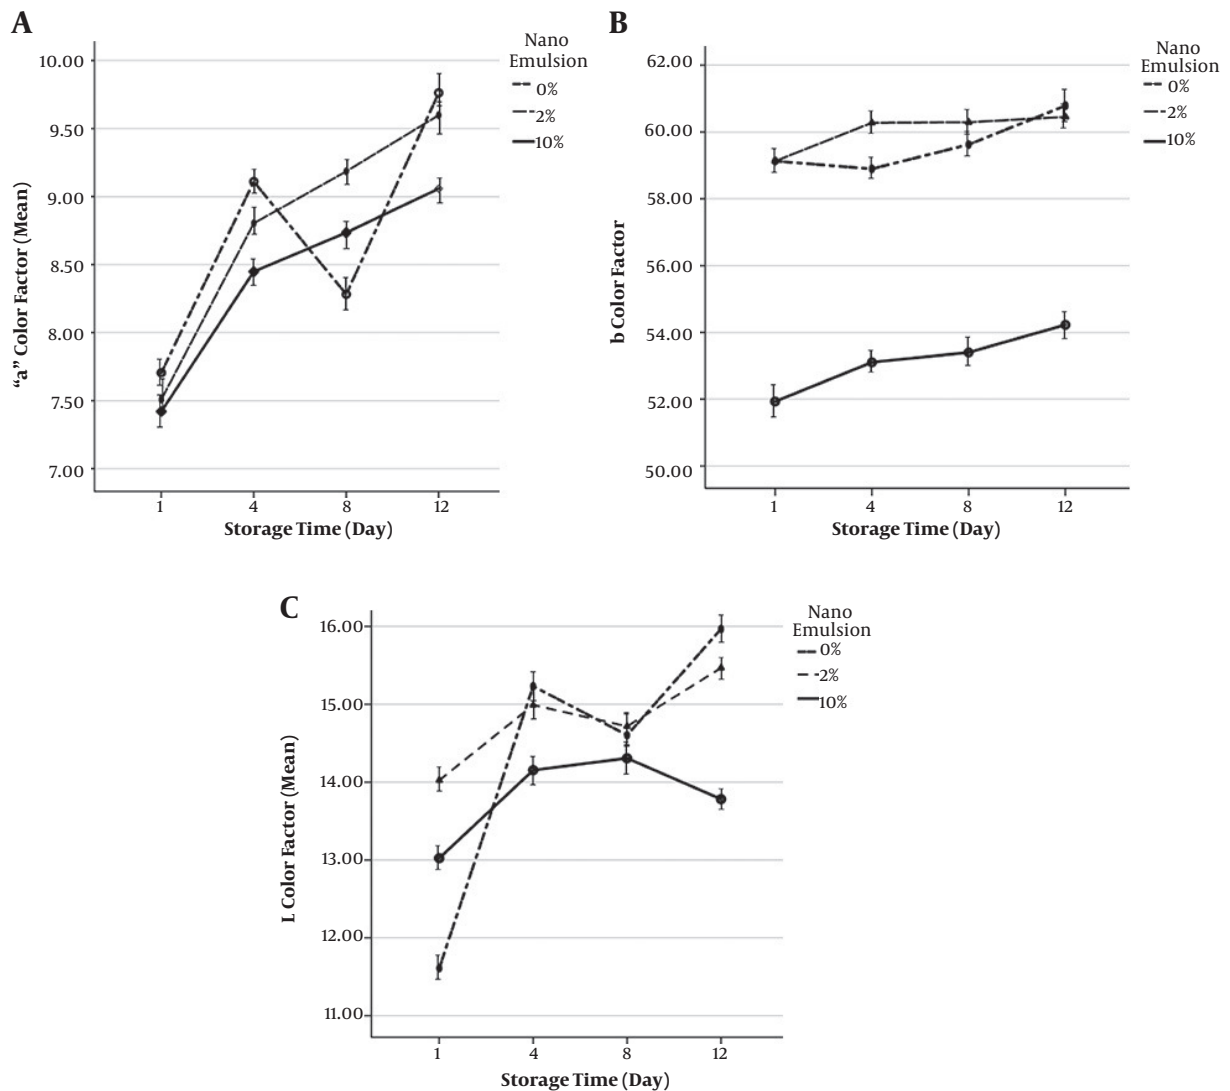 A
Nano
Emulsion
0%
2%
10%
"a" Color Factor (Mean)
10.00
9.50
9.00
8.50
8.00
7.50
7.00
1 4 8 12
Storage Time (Day)
B
Nano
Emulsion
0%
2%
10%
b Color Factor
62.00
60.00
58.00
56.00
54.00
52.00
50.00
1 4 8 12
Storage Time (Day)
C
Nano
Emulsion
0%
2%
10%
L Color Factor (Mean)
16.00
15.00
14.00
13.00
12.00
11.00
1 4 8 12
Storage Time (Day)